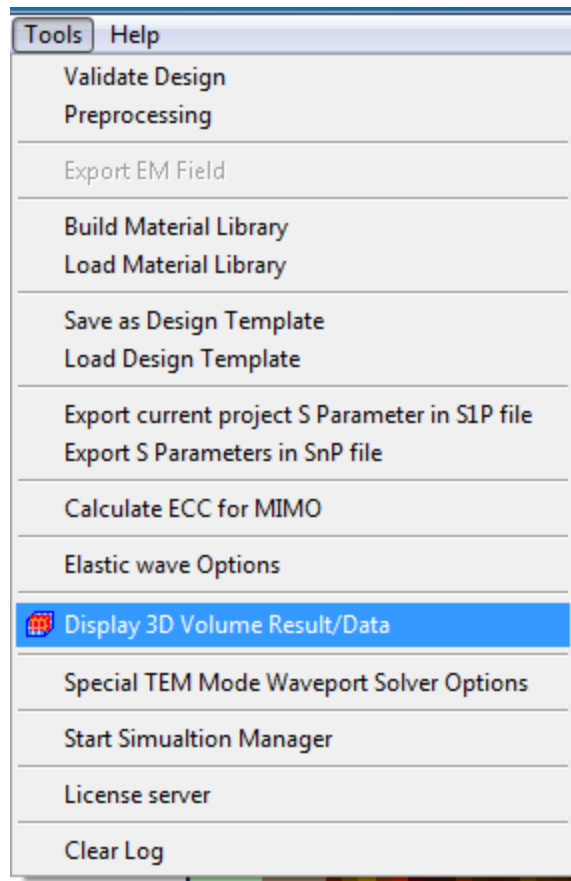 Tools Help
Validate Design
Preprocessing
Export EM Field
Build Material Library
Load Material Library
Save as Design Template
Load Design Template
Export current project S Parameter in S1P file
Export S Parameters in SnP file
Calculate ECC for MIMO
Elastic wave Options
Display 3D Volume Result/Data
Special TEM Mode Waveport Solver Options
Start Simualtion Manager
License server
Clear Log